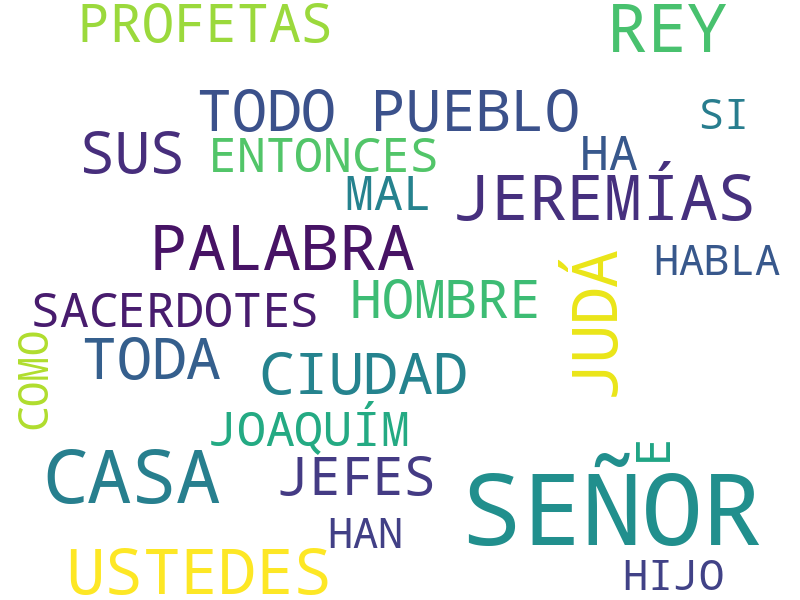 PROFETAS
REY
TODO PUEBLO
SI
SUS
ENTONCES
HA
MAL
JEREMÍAS
PALABRA
HABLA
JUDÁ
SACERDOTES
HOMBRE
COMO
TODA
CIUDAD
JOAQUÍM
CASA
JEFES
E
SEÑOR
HAN
USTEDES
HIJO